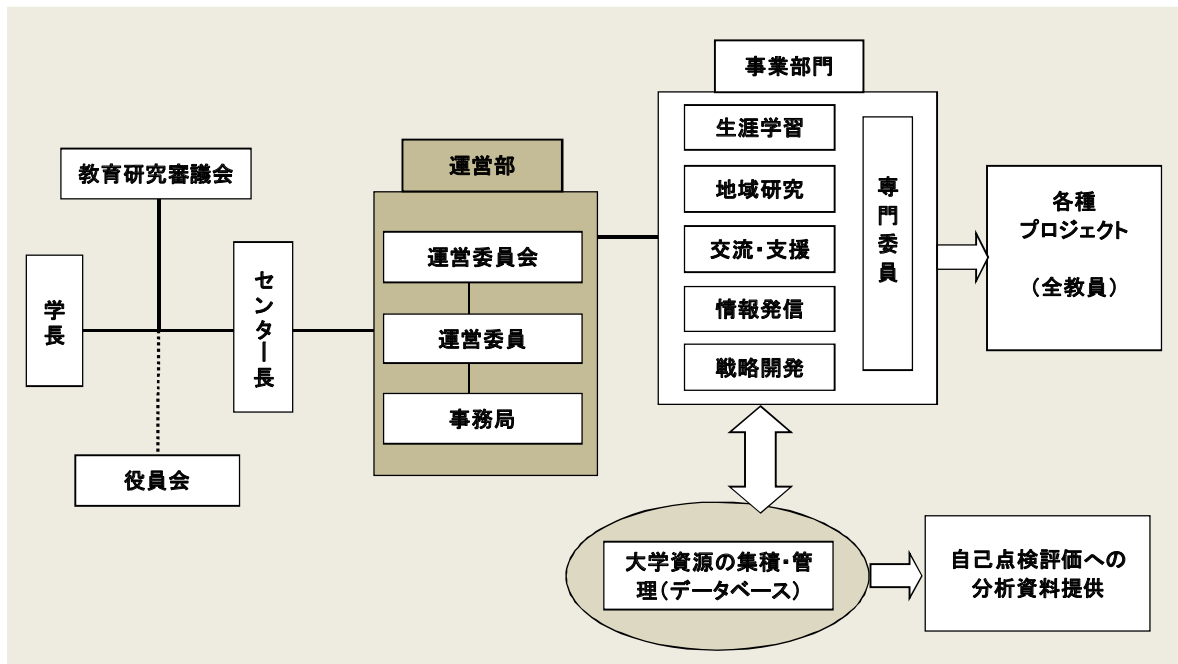 教育研究審議会
学長
センター長
役員会
運営部
運営委員会
運営委員
事務局
事業部門
生涯学習
地域研究
交流・支援
情報発信
戦略開発
専門委員
各種
プロジェクト
（全教員）
大学資源の集積・管
理（データベース）
自己点検評価への
分析資料提供